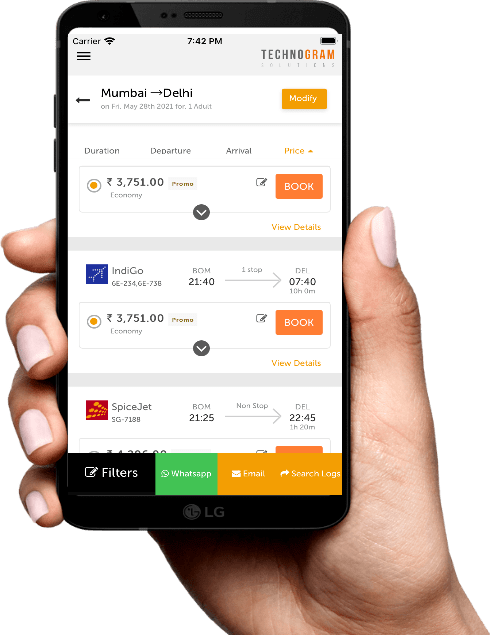 Carrier 7:42 PM
TECHNOGRAM
SOLUTIONS
Mumbai →Delhi
on Fri, May 28th 2021 for, 1 Adult
Modify
Duration Departure Arrival Price
₹ 3,751.00 Promo BOOK
Economy
View Details
IndiGo BOM 1 stop DEL
6E-234,6E-738 21:40 07:40
10h 0m
₹ 3,751.00 Promo BOOK
Economy
View Details
SpiceJet BOM Non Stop DEL
SG-7188 21:25 22:45
1h 20m
Filters Whatsapp Email Search Logs
LG